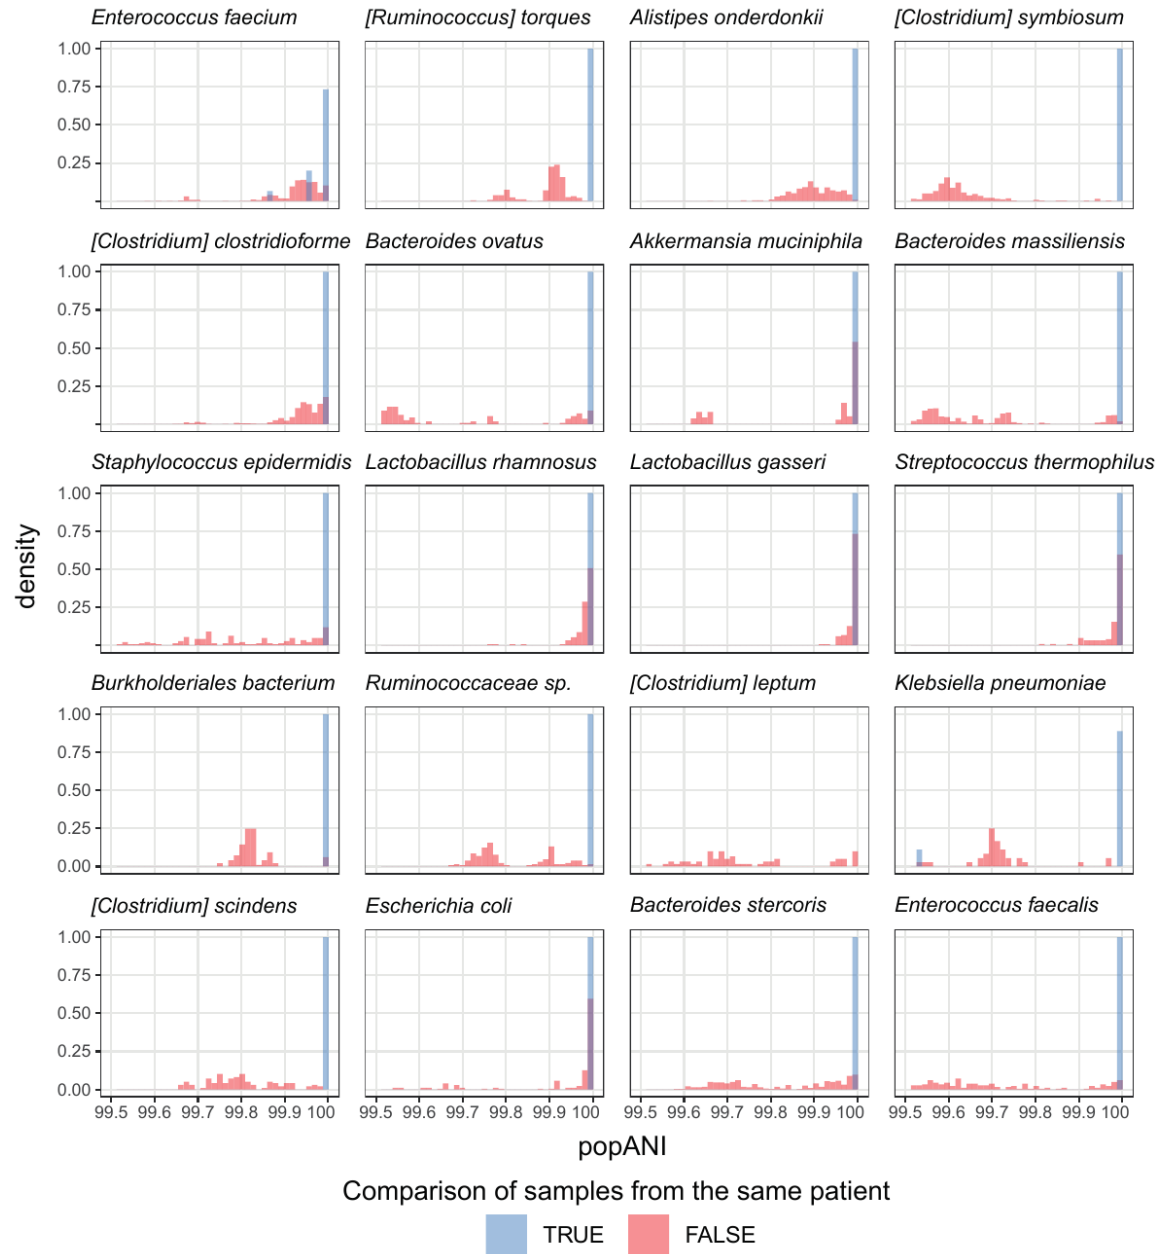 Enterococcus faecium [Ruminococcus] torques Alistipes onderdonkii [Clostridium] symbiosum
1.00
0.75
0.50
0.25
[Clostridium] clostridioforme Bacteroides ovatus Akkermansia muciniphila Bacteroides massiliensis
1.00
0.75
0.50
0.25
Staphylococcus epidermidis Lactobacillus rhamnosus Lactobacillus gasseri Streptococcus thermophilus
1.00
0.75
0.50
0.25
density
Burkholderiales bacterium Ruminococcaceae sp. [Clostridium] leptum Klebsiella pneumoniae
1.00
0.75
0.50
0.25
0.00
[Clostridium] scindens Escherichia coli Bacteroides stercoris Enterococcus faecalis
1.00
0.75
0.50
0.25
0.00
99.5 99.6 99.7 99.8 99.9 100 99.5 99.6 99.7 99.8 99.9 100 99.5 99.6 99.7 99.8 99.9 100 99.5 99.6 99.7 99.8 99.9 100
popANI
Comparison of samples from the same patient
TRUE FALSE